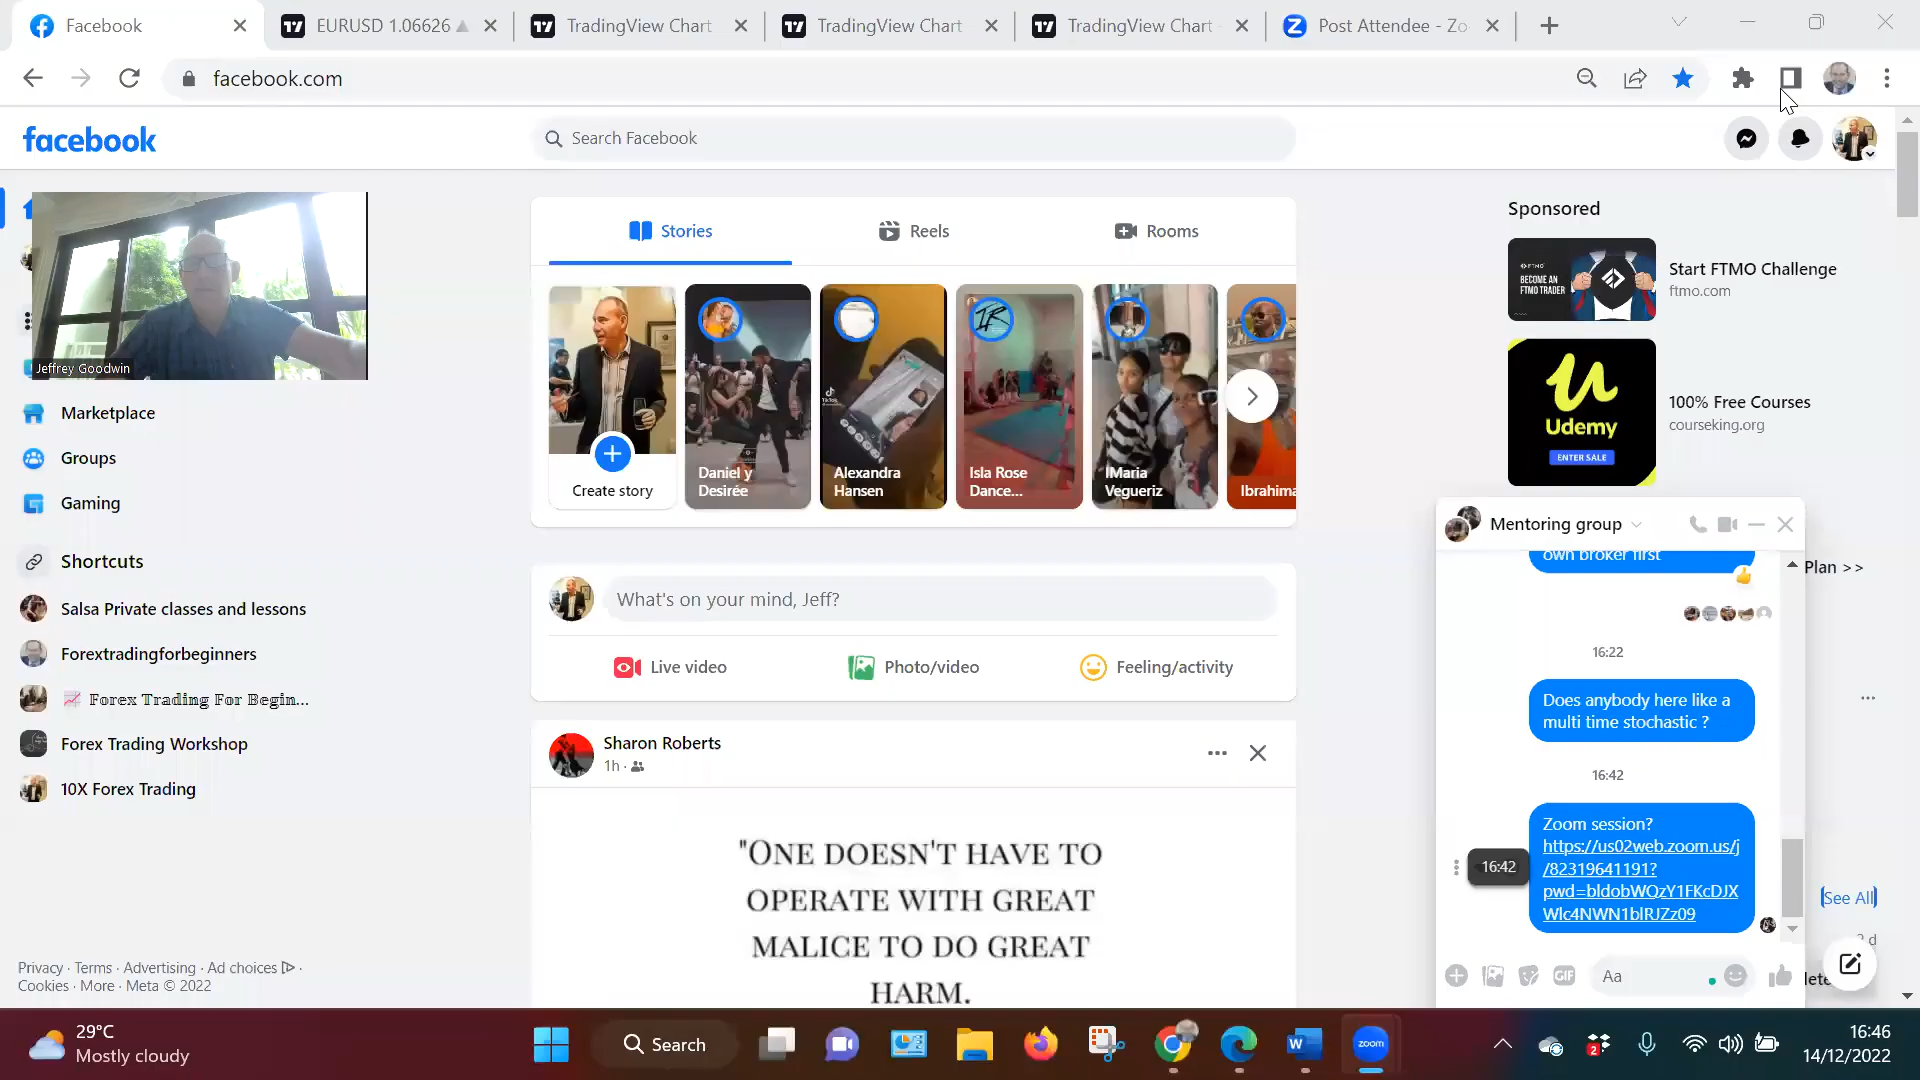 Facebook
EURUSD 1.06626
TradingView Chart
TradingView Chart
TradingView Chart
Post Attendee - Zo
facebook.com
facebook
Search Facebook
Jeffrey Goodwin
Marketplace
Groups
Gaming
Shortcuts
Salsa Private classes and lessons
Forextradingforbeginners
📈 Forex Trading For Begin...
Forex Trading Workshop
10X Forex Trading
Privacy · Terms · Advertising · Ad choices ·
Cookies · More · Meta © 2022
Stories
Reels
Rooms
Create story
Daniel y
Desirée
Alexandra
Hansen
Isla Rose
Dance...
IMaria
Vegueriz
Ibrahima
What's on your mind, Jeff?
Live video
Photo/video
Feeling/activity
Sharon Roberts
1h ·
"ONE DOESN'T HAVE TO
OPERATE WITH GREAT
MALICE TO DO GREAT
HARM.
Sponsored
FTMO
BECOME AN
FTMO TRADER
Start FTMO Challenge
ftmo.com
Udemy
ENTER SALE
100% Free Courses
courseking.org
Mentoring group
own broker first
Plan >>
16:22
Does anybody here like a
multi time stochastic ?
16:42
Zoom session?
https://us02web.zoom.us/j
/82319641191?
pwd=bldobWQzY1FKcDJX
Wlc4NWN1blRJZz09
16:42
See All
GIF
Aa
29°C
Mostly cloudy
Search
zoom
2
16:46
14/12/2022